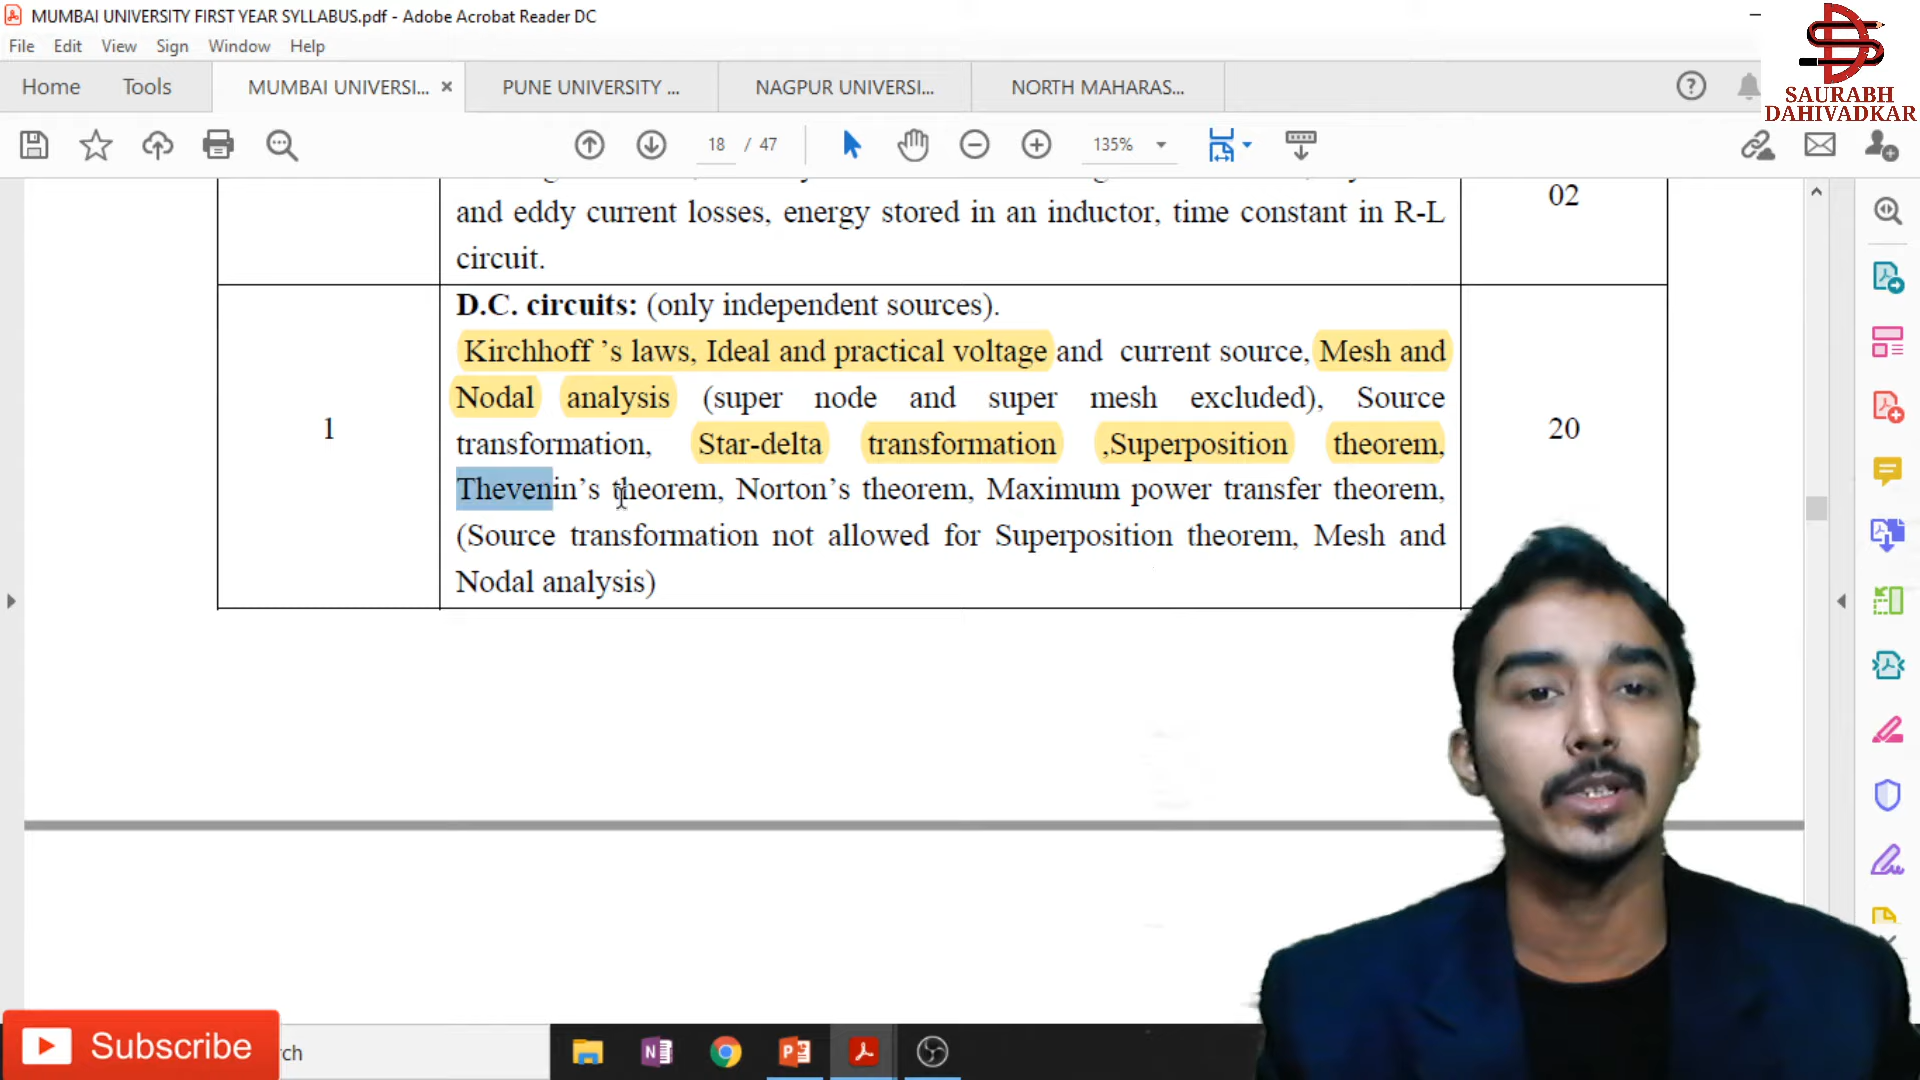 MUMBAI UNIVERSITY FIRST YEAR SYLLABUS.pdf - Adobe Acrobat Reader DC
File Edit View Sign Window Help
Home Tools MUMBAI UNIVERSI... × PUNE UNIVERSITY ... NAGPUR UNIVERSI... NORTH MAHARAS...
SAURABH
DAHIVADKAR
18 / 47 135%
02
and eddy current losses, energy stored in an inductor, time constant in R-L
circuit.
D.C. circuits: (only independent sources).
Kirchhoff ’s laws, Ideal and practical voltage and current source, Mesh and
Nodal analysis (super node and super mesh excluded), Source
1 20
transformation, Star-delta transformation ,Superposition theorem,
Thevenin’s theorem, Norton’s theorem, Maximum power transfer theorem,
(Source transformation not allowed for Superposition theorem, Mesh and
Nodal analysis)
Subscribe
rch